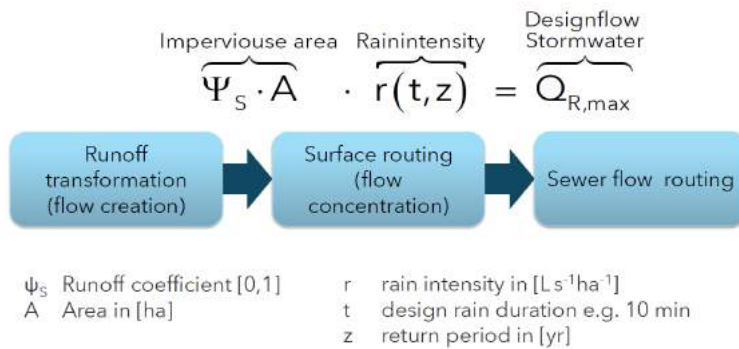 Designflow
Imperviouse area Rainintensity Stormwater
Ψ_S · A · r(t,z) = Q_R,max
Runoff
transformation
(flow creation)
Surface routing
(flow
concentration)
Sewer flow routing
ψ_S Runoff coefficient [0,1]
A Area in [ha]
r rain intensity in [L s⁻¹ha⁻¹]
t design rain duration e.g. 10 min
z return period in [yr]